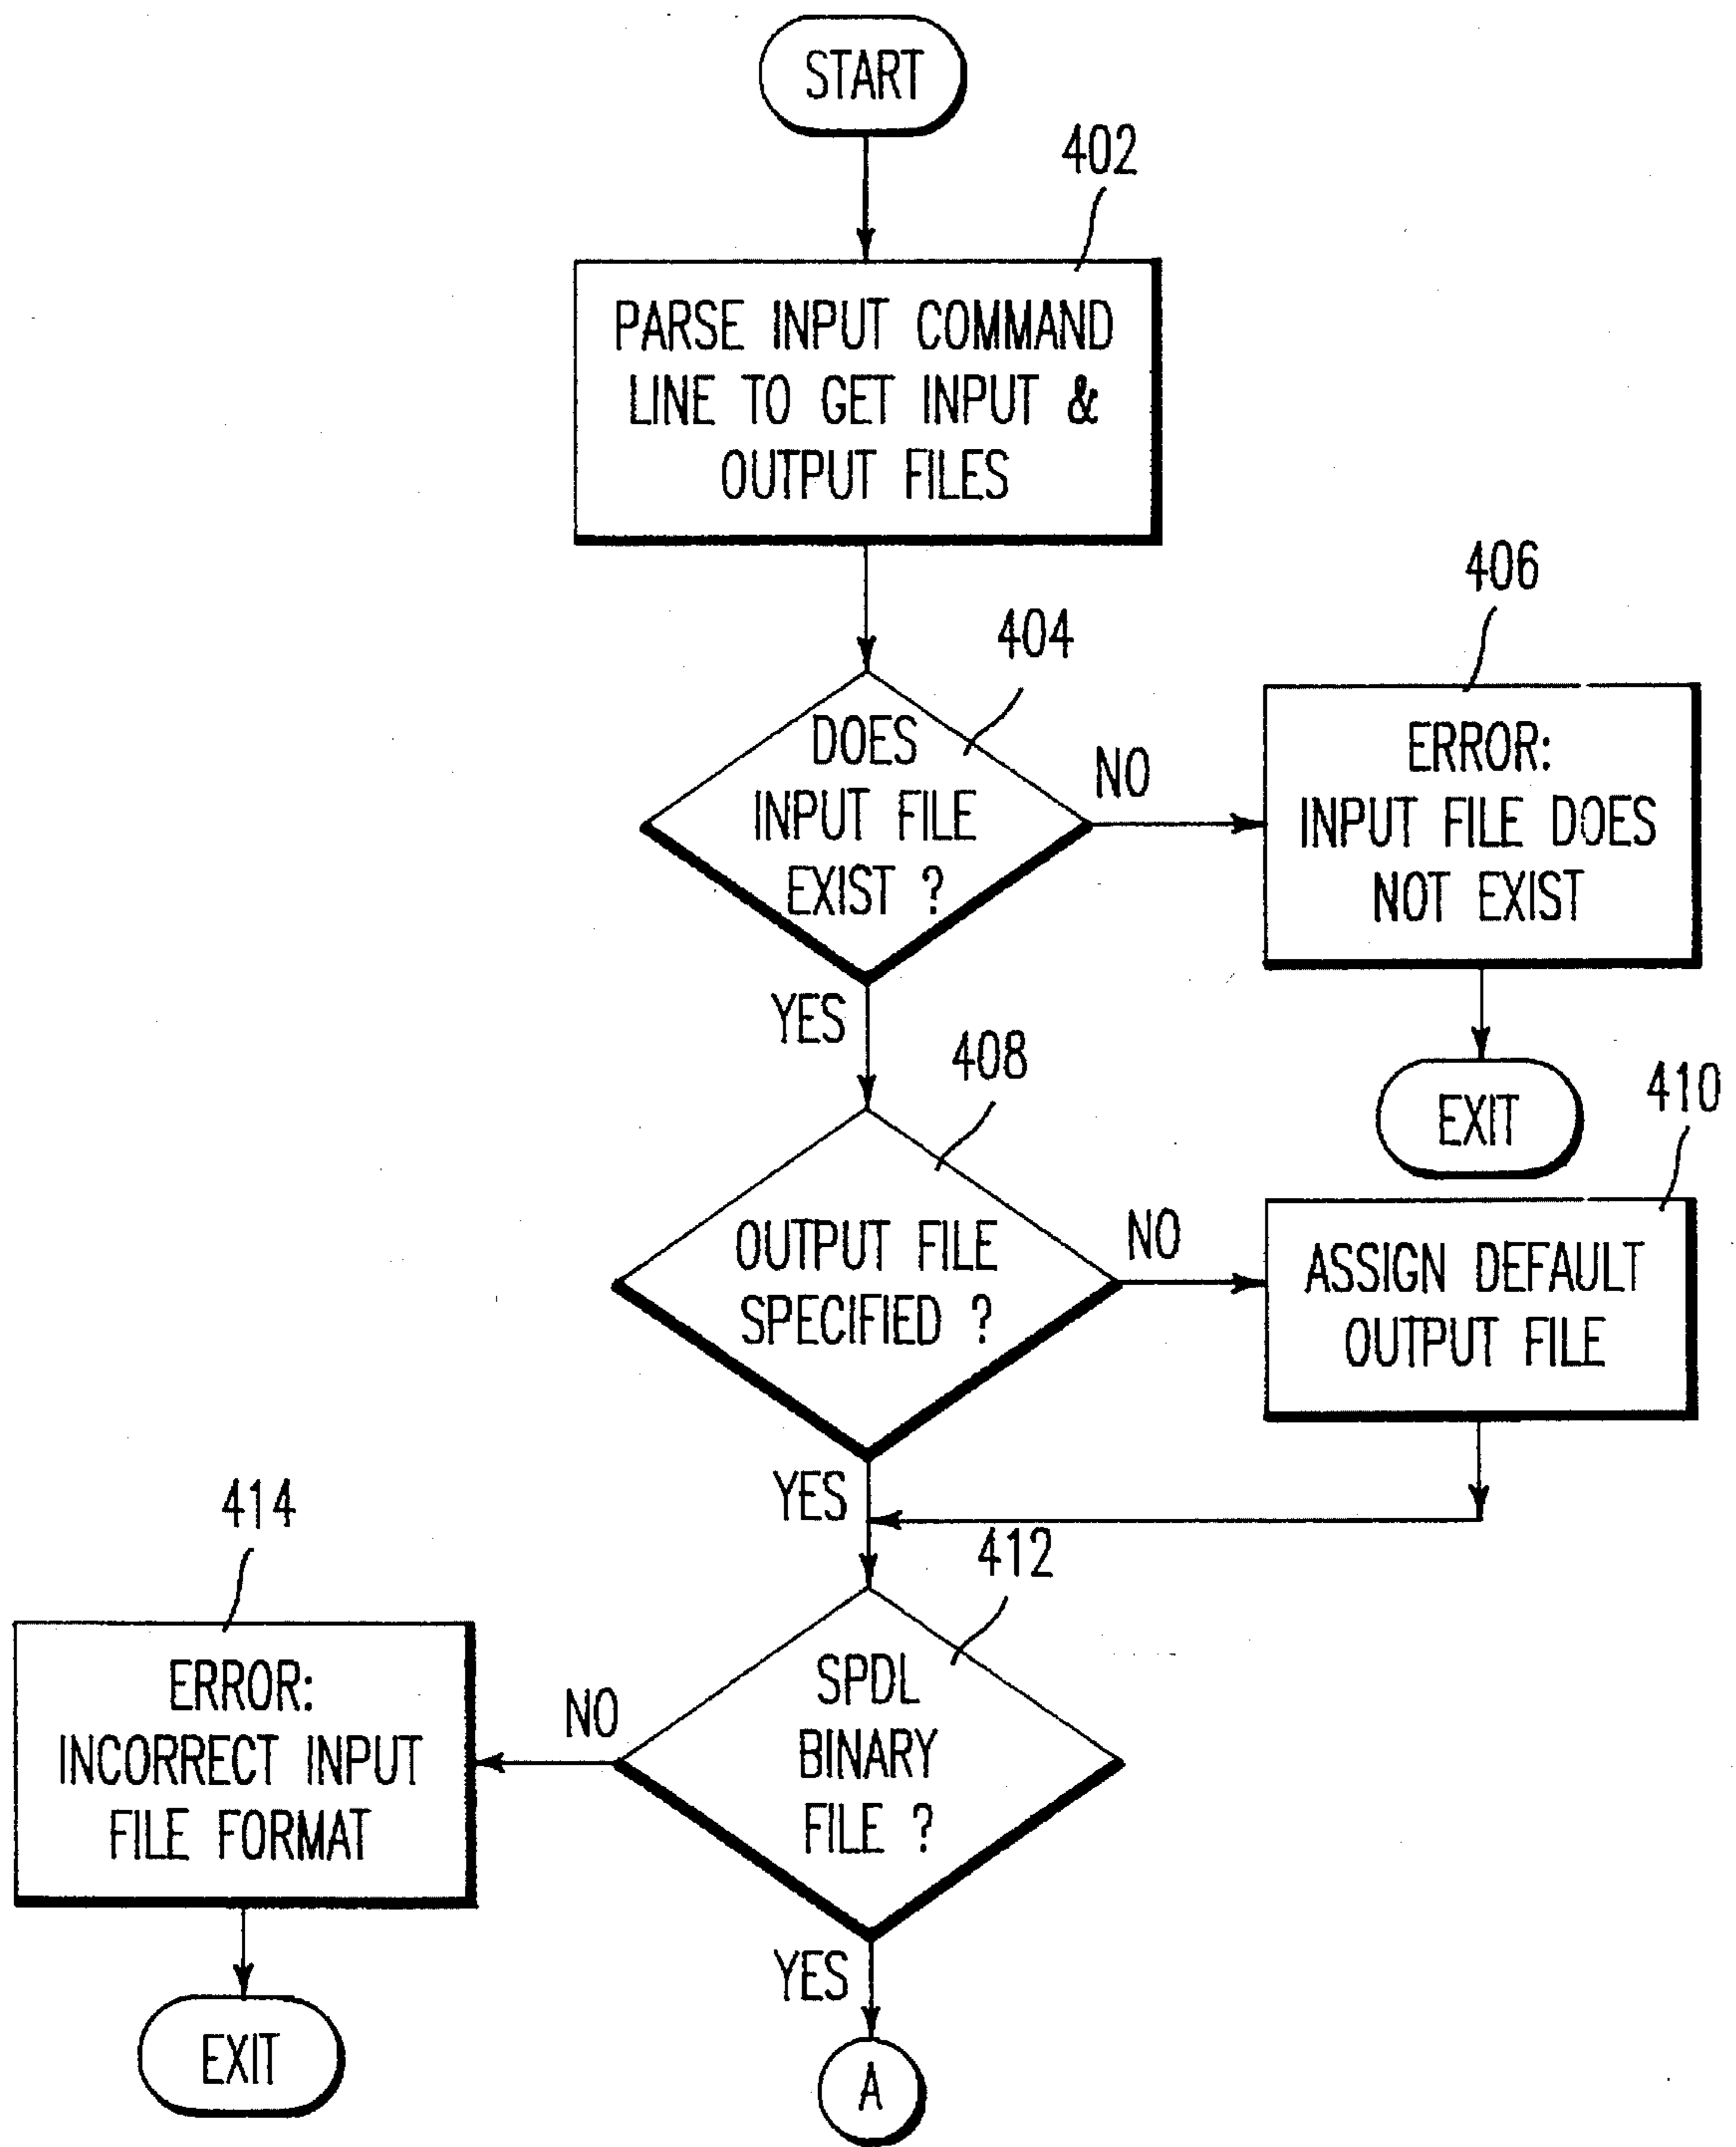 START
402
PARSE INPUT COMMAND
LINE TO GET INPUT &
OUTPUT FILES
404
DOES
INPUT FILE
EXIST ?
NO
406
ERROR:
INPUT FILE DOES
NOT EXIST
EXIT
YES
408
OUTPUT FILE
SPECIFIED ?
NO
410
ASSIGN DEFAULT
OUTPUT FILE
YES
412
SPDL
BINARY
FILE ?
NO
414
ERROR:
INCORRECT INPUT
FILE FORMAT
EXIT
YES
A